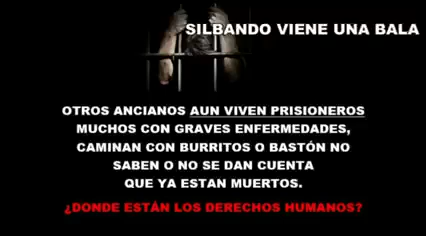 SILBANDO VIENE UNA BALA
OTROS ANCIANOS AUN VIVEN PRISIONEROS
MUCHOS CON GRAVES ENFERMEDADES,
CAMINAN CON BURRITOS O BASTÓN NO
SABEN O NO SE DAN CUENTA
QUE YA ESTAN MUERTOS.
¿DONDE ESTÁN LOS DERECHOS HUMANOS?